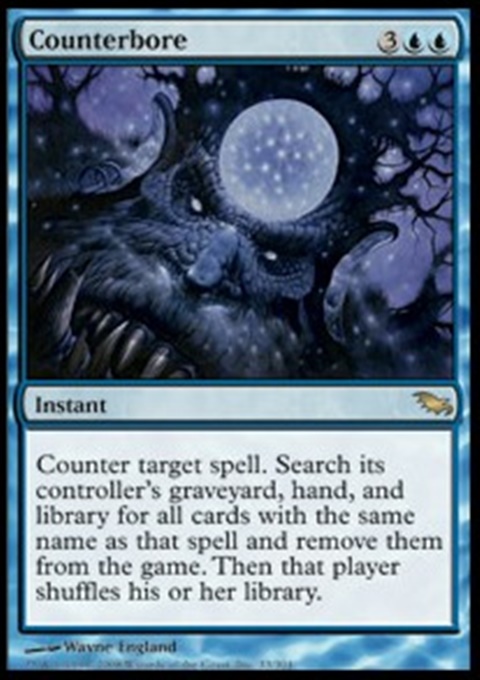 Counterbore 3
Instant
Counter target spell. Search its
controller's graveyard, hand, and
library for all cards with the same
name as that spell and remove them
from the game. Then that player
shuffles his or her library.
Wayne England